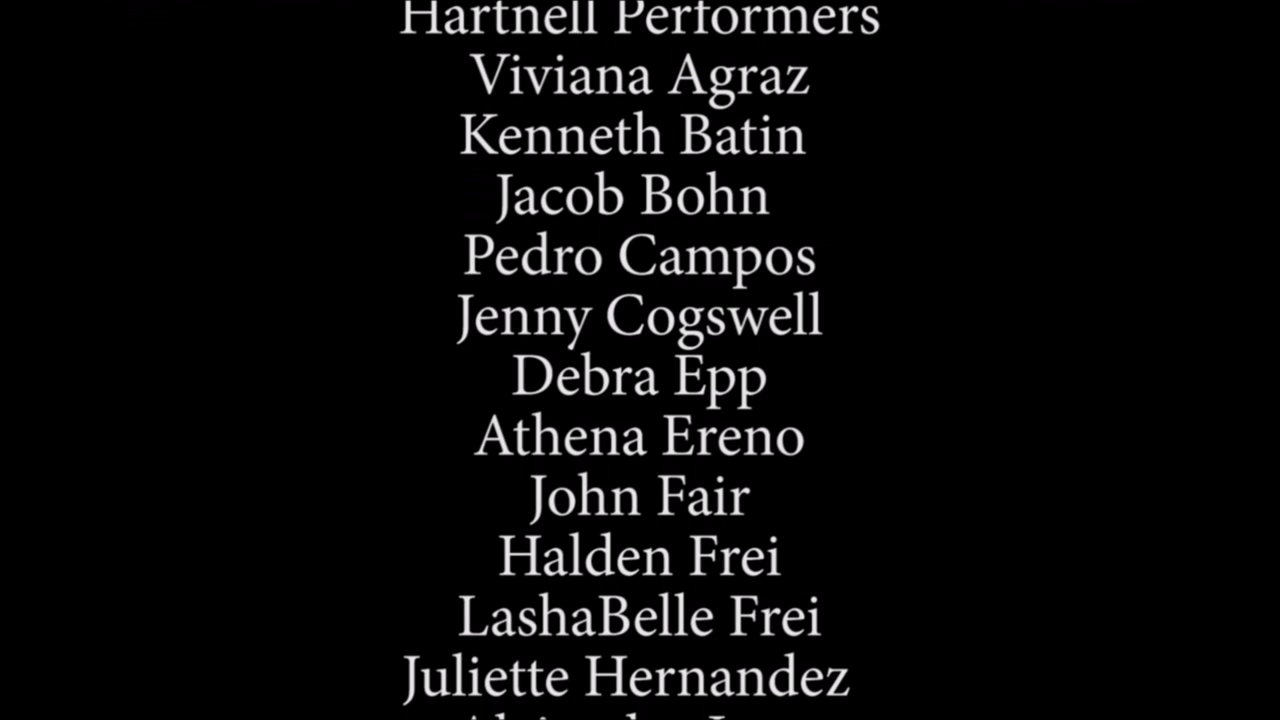 Hartnell Performers
Viviana Agraz
Kenneth Batin
Jacob Bohn
Pedro Campos
Jenny Cogswell
Debra Epp
Athena Ereno
John Fair
Halden Frei
LashaBelle Frei
Juliette Hernandez